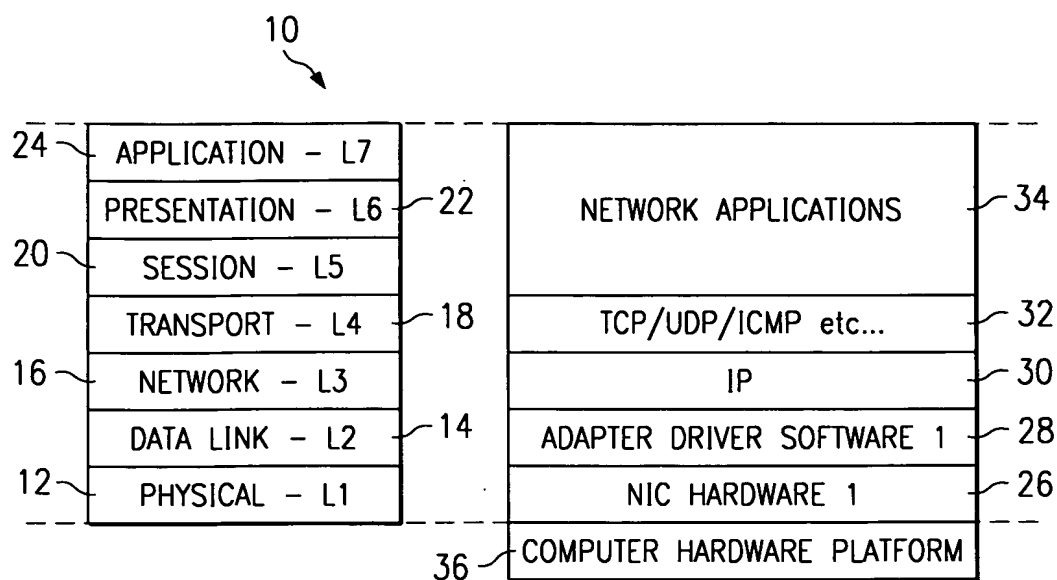 10
24 APPLICATION – L7
PRESENTATION – L6 22
20 SESSION – L5
TRANSPORT – L4 18
16 NETWORK – L3
DATA LINK – L2 14
12 PHYSICAL – L1
NETWORK APPLICATIONS 34
TCP/UDP/ICMP etc... 32
IP 30
ADAPTER DRIVER SOFTWARE 1 28
NIC HARDWARE 1 26
36 COMPUTER HARDWARE PLATFORM